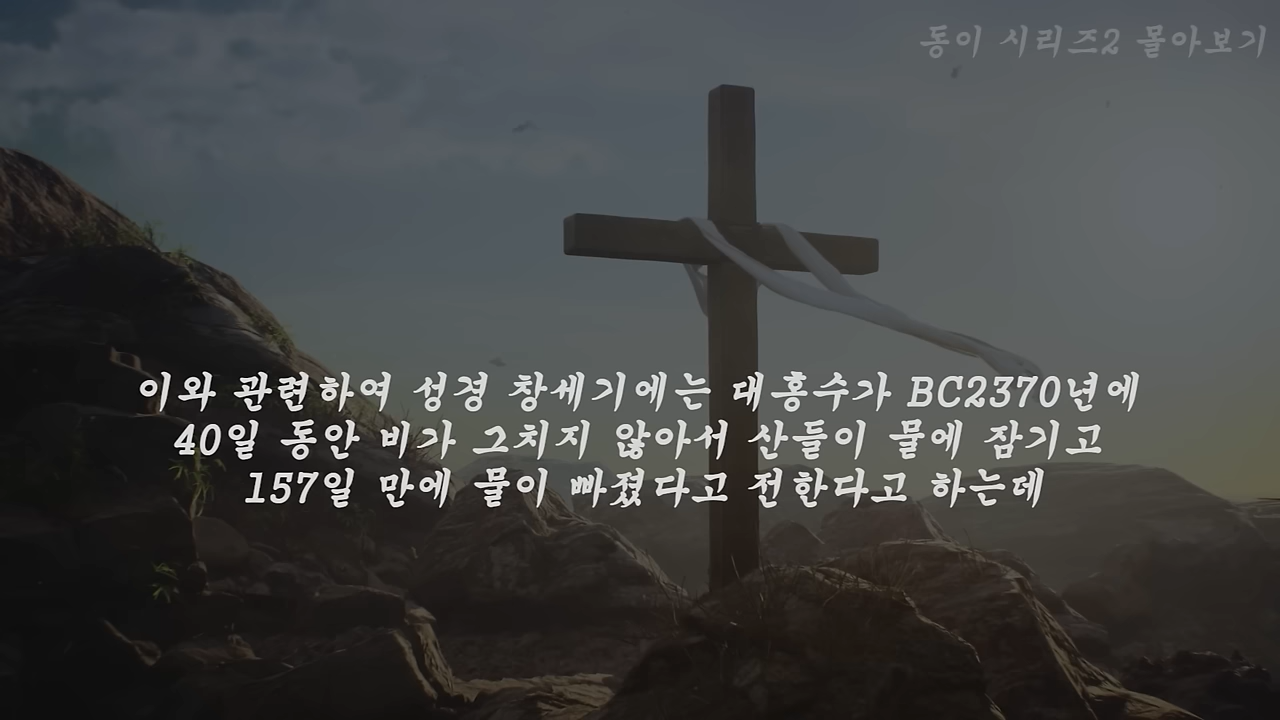 동이 시리즈2 몰아보기
이와 관련하여 성경 창세기에는 대홍수가 BC2370년에
40일 동안 비가 그치지 않아서 산들이 물에 잠기고
157일 만에 물이 빠졌다고 전한다고 하는데